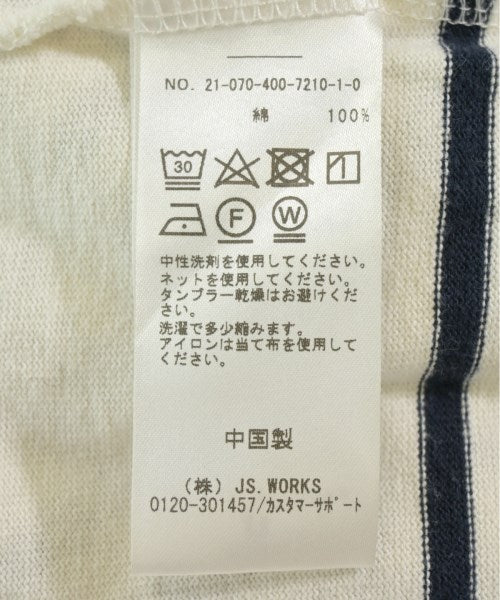 NO. 21-070-400-7210-1-0
綿 100%
30
F W
中性洗剤を使用してください。
ネットを使用してください。
タンブラー乾燥はお避けくだ
さい。
洗濯で多少縮みます。
アイロンは当て布を使用して
ください。
中国製
(株) JS.WORKS
0120-301457/カスタマーサポート